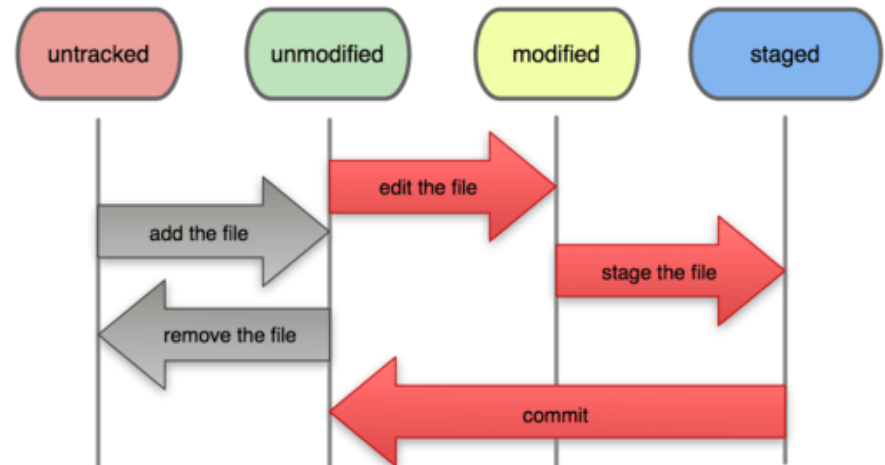 untracked
unmodified
modified
staged
edit the file
add the file
stage the file
remove the file
commit